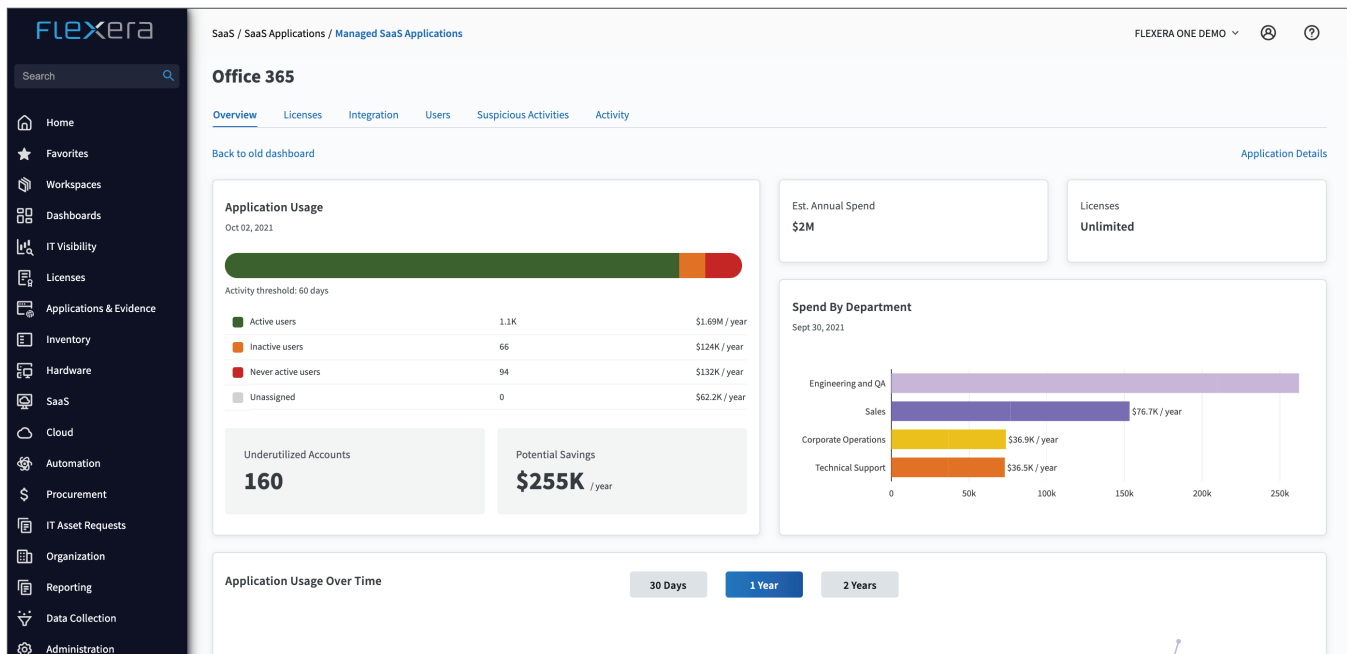 FLEXERA
SaaS / SaaS Applications / Managed SaaS Applications
FLEXERA ONE DEMO
Search
Office 365
Overview Licenses Integration Users Suspicious Activities Activity
Back to old dashboard
Application Details
Home
Favorites
Workspaces
Dashboards
IT Visibility
Licenses
Applications & Evidence
Inventory
Hardware
SaaS
Cloud
Automation
Procurement
IT Asset Requests
Organization
Reporting
Data Collection
Administration
Application Usage
Oct 02, 2021
Activity threshold: 60 days
Active users 1.1K $1.69M / year
Inactive users 66 $124K / year
Never active users 94 $132K / year
Unassigned 0 $62.2K / year
Underutilized Accounts
160
Potential Savings
$255K / year
Est. Annual Spend
$2M
Licenses
Unlimited
Spend By Department
Sept 30, 2021
Engineering and QA
Sales $76.7K / year
Corporate Operations $36.9K / year
Technical Support $36.5K / year
0 50k 100k 150k 200k 250k
Application Usage Over Time
30 Days 1 Year 2 Years